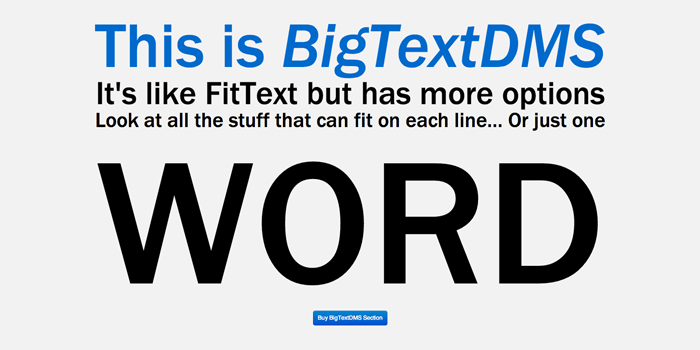 This is BigTextDMS
It's like FitText but has more options
Look at all the stuff that can fit on each line... Or just one
WORD
Buy BigTextDMS Section